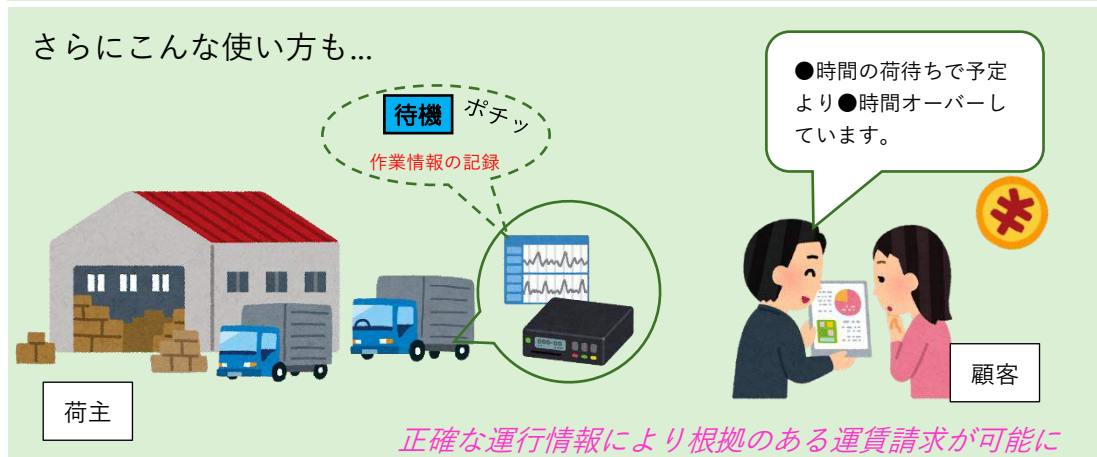 さらにこんな使い方も...
待機
ポチッ
作業情報の記録
●時間の荷待ちで予定
より●時間オーバーし
ています。
荷主
顧客
正確な運行情報により根拠のある運賃請求が可能に